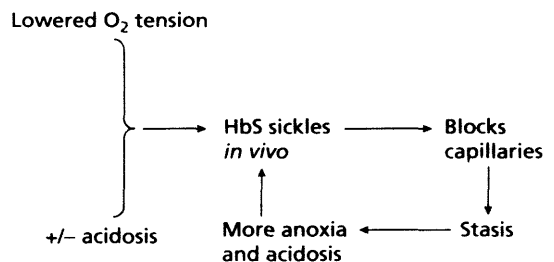 Lowered O₂ tension
HbS sickles
in vivo
Blocks
capillaries
+/– acidosis
More anoxia
and acidosis
Stasis